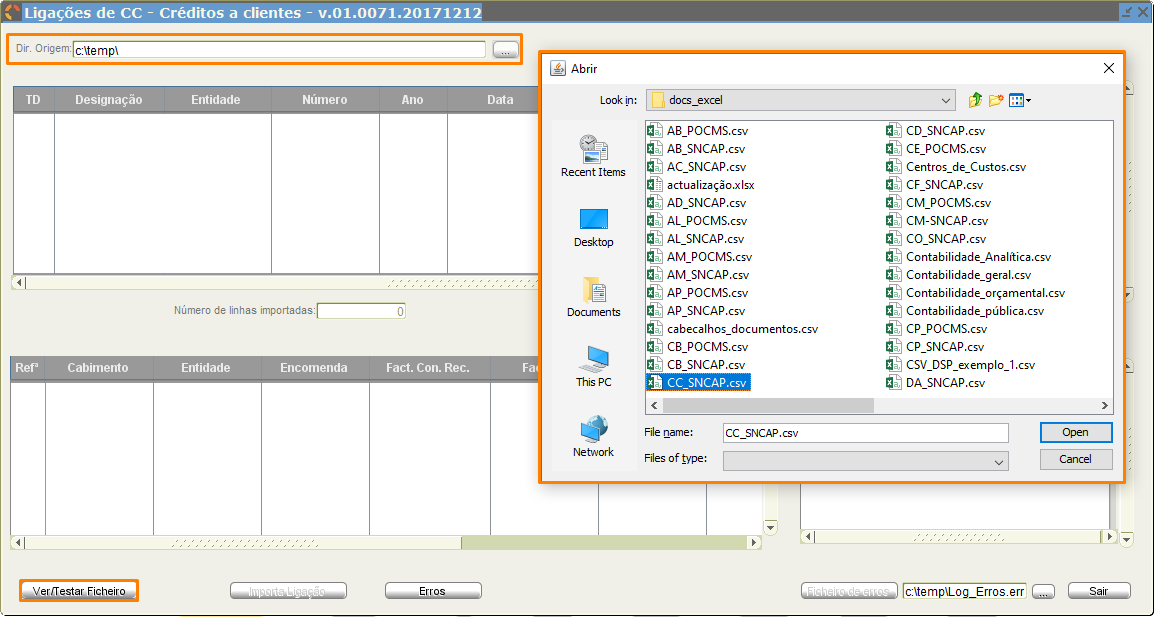 Ligações de CC - Créditos a clientes - v.01.0071.20171212
Dir. Origem: c:\temp\ ...
TD Designação Entidade Número Ano Data
Número de linhas importadas: 0
Refª Cabimento Entidade Encomenda Fact. Con. Rec.
Abrir
Look in: docs_excel
Recent Items
Desktop
Documents
This PC
Network
AB_POCMS.csv
AB_SNCAP.csv
AC_SNCAP.csv
actualização.xlsx
AD_SNCAP.csv
AL_POCMS.csv
AL_SNCAP.csv
AM_POCMS.csv
AM_SNCAP.csv
AP_POCMS.csv
AP_SNCAP.csv
cabecalhos_documentos.csv
CB_POCMS.csv
CB_SNCAP.csv
CC_SNCAP.csv
CD_SNCAP.csv
CE_POCMS.csv
Centros_de_Custos.csv
CF_SNCAP.csv
CM_POCMS.csv
CM-SNCAP.csv
CO_SNCAP.csv
Contabilidade_Analítica.csv
Contabilidade_geral.csv
Contabilidade_orçamental.csv
Contabilidade_pública.csv
CP_POCMS.csv
CP_SNCAP.csv
CSV_DSP_exemplo_1.csv
DA_SNCAP.csv
File name: CC_SNCAP.csv Open
Files of type: Cancel
Ver/Testar Ficheiro Importa Ligação Erros Ficheiro de erros c:\temp\Log_Erros.err ... Sair